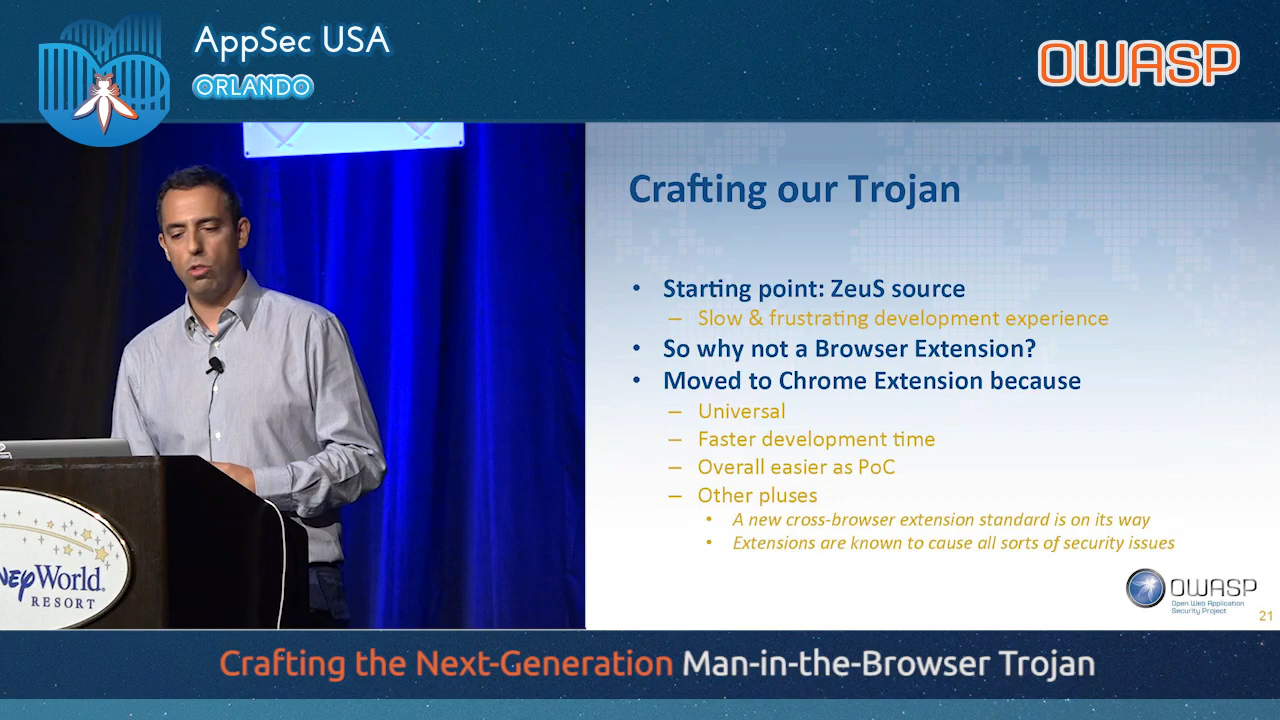 AppSec USA
ORLANDO
OWASP
Crafting our Trojan
• Starting point: ZeuS source
– Slow & frustrating development experience
• So why not a Browser Extension?
• Moved to Chrome Extension because
– Universal
– Faster development time
– Overall easier as PoC
– Other pluses
• A new cross-browser extension standard is on its way
• Extensions are known to cause all sorts of security issues
OWASP
Open Web Application
Security Project
21
World
RESORT
Crafting the Next-Generation Man-in-the-Browser Trojan